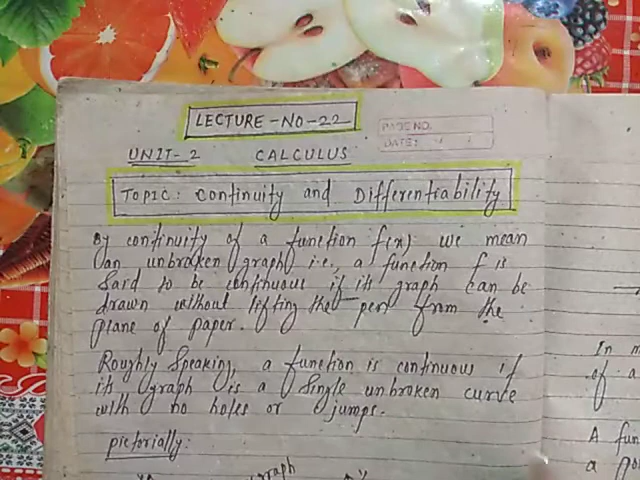 LECTURE-NO-22
PAGE NO.
DATE:
UNIT-2 CALCULUS
TOPIC: Continuity and Differentiability
By continuity of a function f(x) we mean
an unbroken graph i.e., a function f is
Said to be continuous if its graph can be
drawn without lifting the pen from the
plane of paper.
Roughly Speaking, a function is continuous if
its graph is a Single unbroken curve
with no holes or jumps.
pictorially:
graph
In
of a
A fun
a